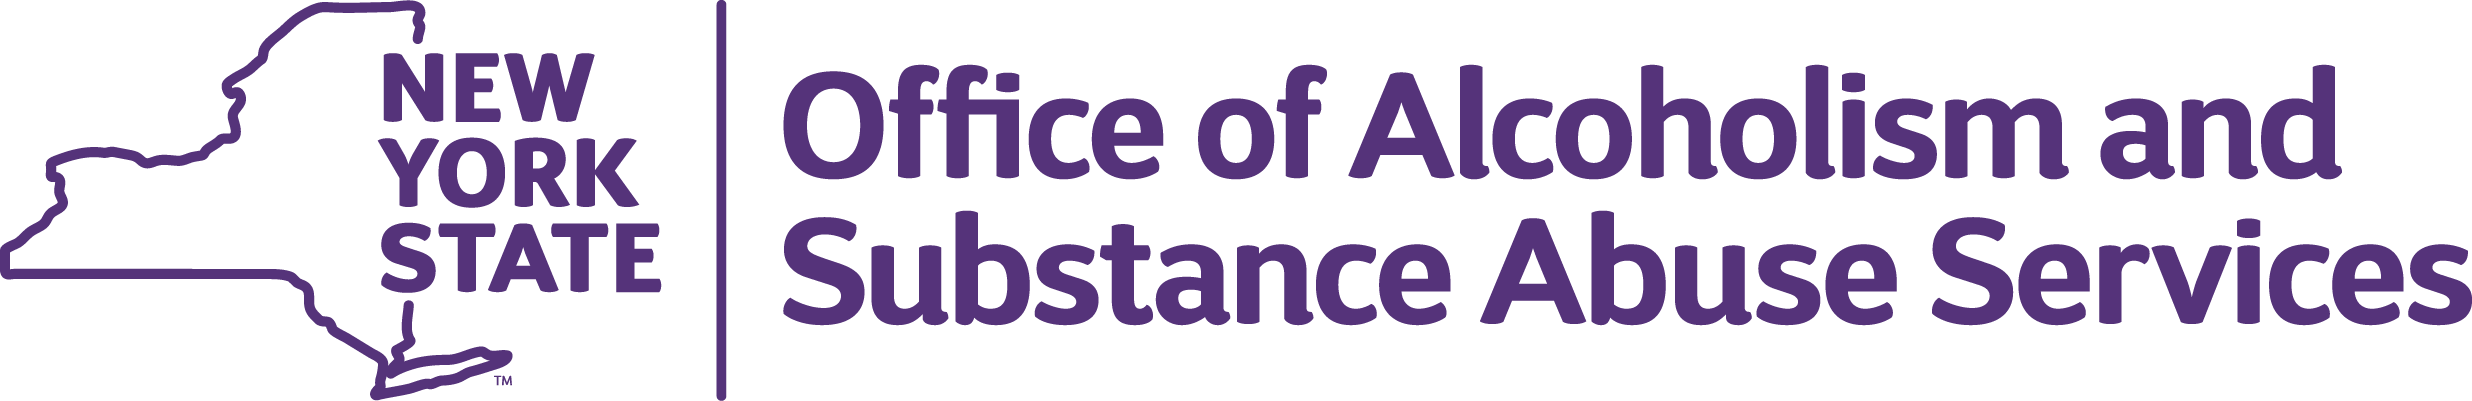 NEW
YORK
STATE
TM
Office of Alcoholism and
Substance Abuse Services